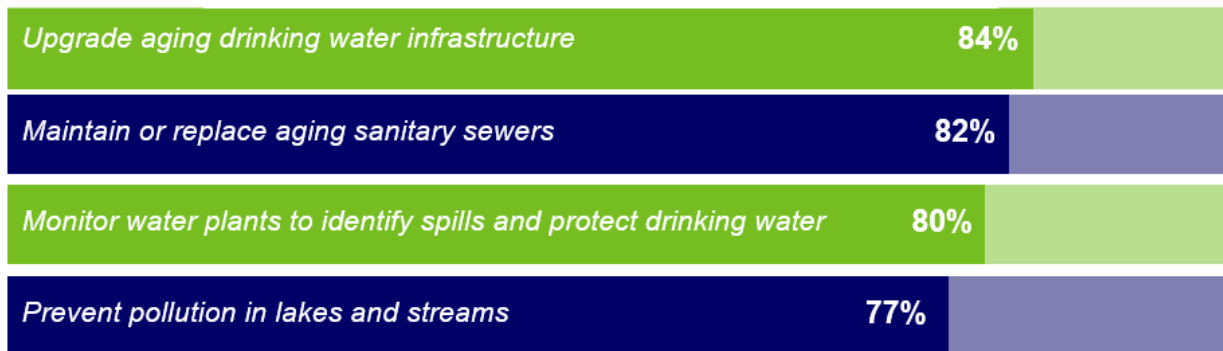 Upgrade aging drinking water infrastructure 84%
Maintain or replace aging sanitary sewers 82%
Monitor water plants to identify spills and protect drinking water 80%
Prevent pollution in lakes and streams 77%